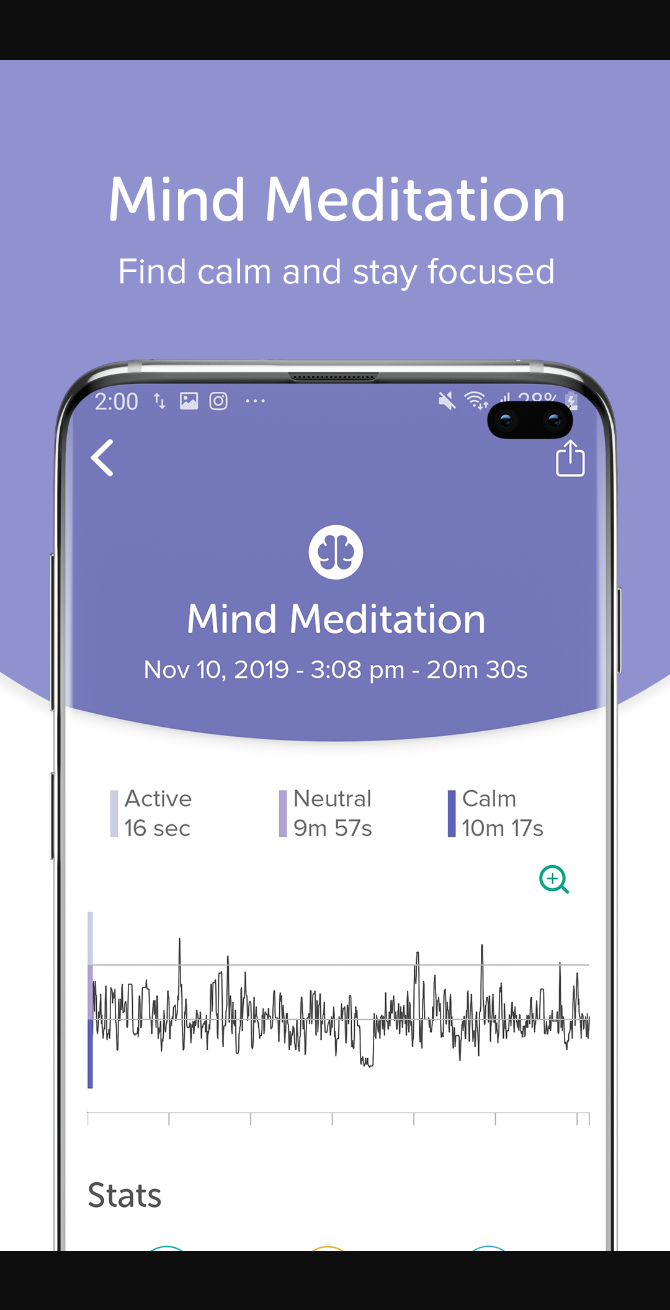 Mind Meditation
Find calm and stay focused
2:00 ... 28%
Mind Meditation
Nov 10, 2019 - 3:08 pm - 20m 30s
Active
16 sec
Neutral
9m 57s
Calm
10m 17s
Stats